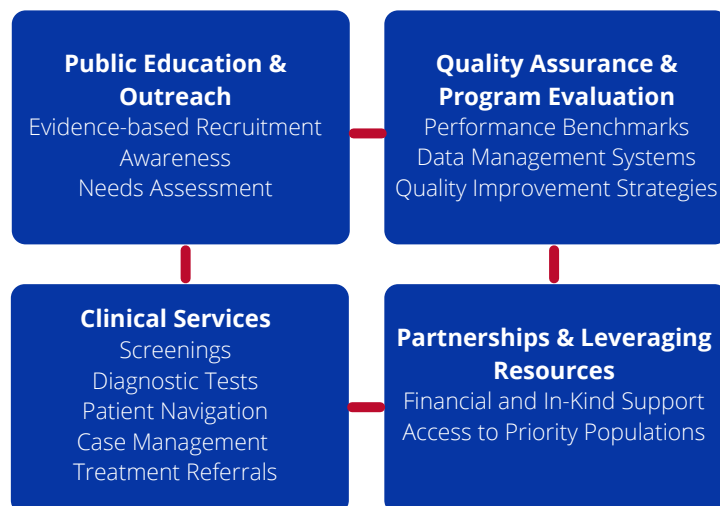 Public Education &
Outreach
Evidence-based Recruitment
Awareness
Needs Assessment
Quality Assurance &
Program Evaluation
Performance Benchmarks
Data Management Systems
Quality Improvement Strategies
Clinical Services
Screenings
Diagnostic Tests
Patient Navigation
Case Management
Treatment Referrals
Partnerships & Leveraging
Resources
Financial and In-Kind Support
Access to Priority Populations